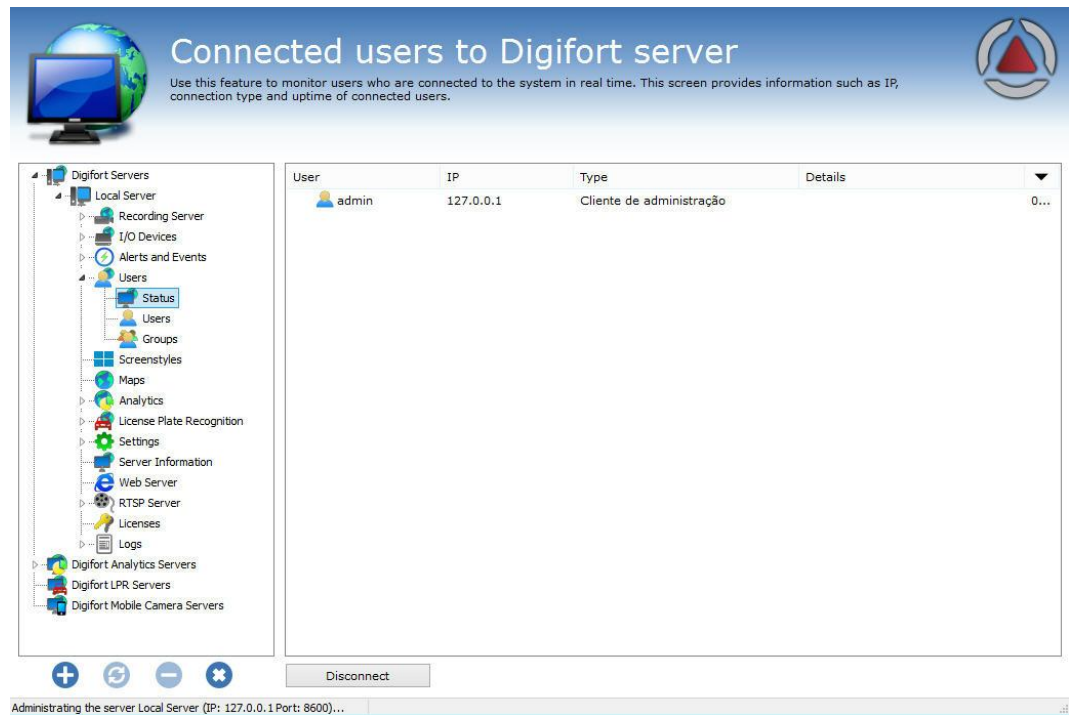 Connected users to Digifort server
Use this feature to monitor users who are connected to the system in real time. This screen provides information such as IP,
connection type and uptime of connected users.
Digifort Servers
Local Server
Recording Server
I/O Devices
Alerts and Events
Users
Status
Users
Groups
Screenstyles
Maps
Analytics
License Plate Recognition
Settings
Server Information
Web Server
RTSP Server
Licenses
Logs
Digifort Analytics Servers
Digifort LPR Servers
Digifort Mobile Camera Servers
User IP Type Details
admin 127.0.0.1 Cliente de administração 0...
Disconnect
Administrating the server Local Server (IP: 127.0.0.1 Port: 8600)...